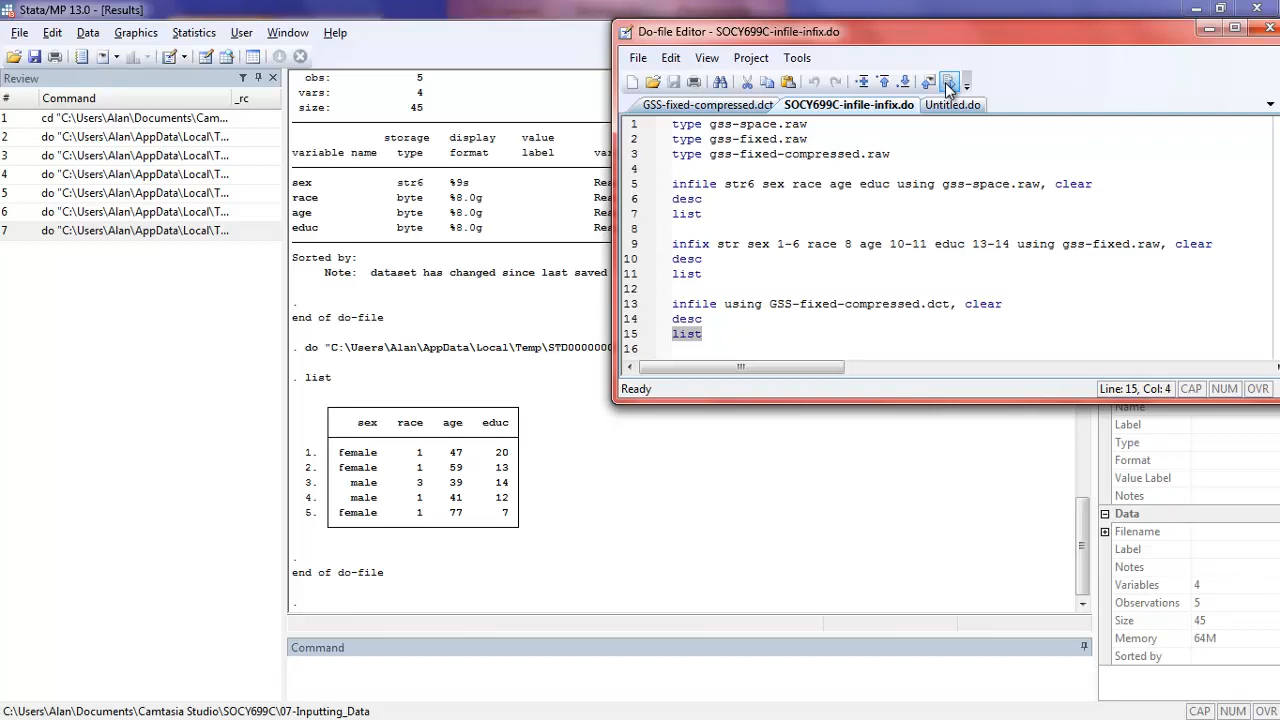 Stata/MP 13.0 - [Results]
File Edit Data Graphics Statistics User Window Help
Review
# Command _rc
1 cd "C:\Users\Alan\Documents\Cam...
2 do "C:\Users\Alan\AppData\Local\T...
3 do "C:\Users\Alan\AppData\Local\T...
4 do "C:\Users\Alan\AppData\Local\T...
5 do "C:\Users\Alan\AppData\Local\T...
6 do "C:\Users\Alan\AppData\Local\T...
7 do "C:\Users\Alan\AppData\Local\T...
obs: 5
vars: 4
size: 45
storage display value
variable name type format label var
sex str6 %9s Rea
race byte %8.0g Rea
age byte %8.0g Rea
educ byte %8.0g Rea
Sorted by:
Note: dataset has changed since last saved
.
end of do-file
. do "C:\Users\Alan\AppData\Local\Temp\STD0000000
. list
sex race age educ
1. female 1 47 20
2. female 1 59 13
3. male 3 39 14
4. male 1 41 12
5. female 1 77 7
.
end of do-file
.
Command
Do-file Editor - SOCY699C-infile-infix.do
File Edit View Project Tools
GSS-fixed-compressed.dct SOCY699C-infile-infix.do Untitled.do
1 type gss-space.raw
2 type gss-fixed.raw
3 type gss-fixed-compressed.raw
4
5 infile str6 sex race age educ using gss-space.raw, clear
6 desc
7 list
8
9 infix str sex 1-6 race 8 age 10-11 educ 13-14 using gss-fixed.raw, clear
10 desc
11 list
12
13 infile using GSS-fixed-compressed.dct, clear
14 desc
15 list
16
Ready Line: 15, Col: 4 CAP NUM OVR
Name
Label
Type
Format
Value Label
Notes
Data
Filename
Label
Notes
Variables 4
Observations 5
Size 45
Memory 64M
Sorted by
C:\Users\Alan\Documents\Camtasia Studio\SOCY699C\07-Inputting_Data CAP NUM OVR